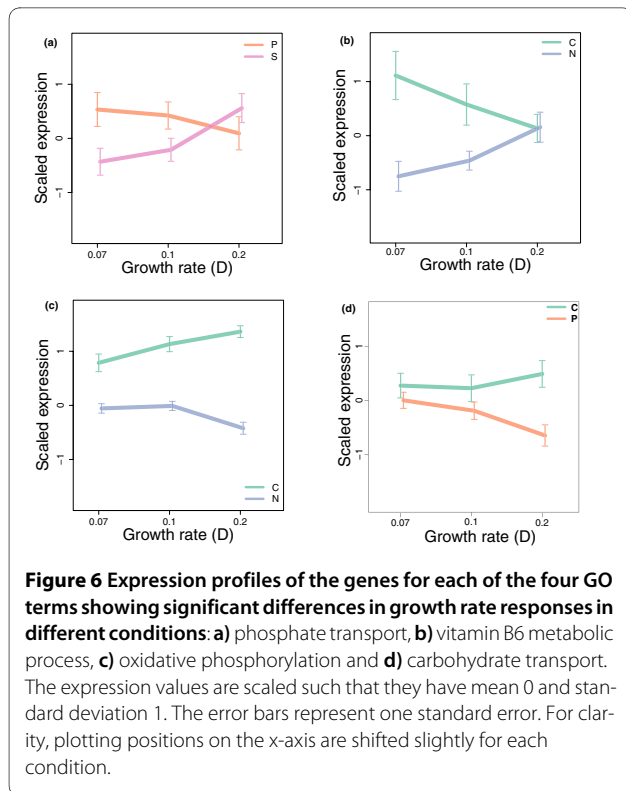 (a)
P
S
Scaled expression
1
0
-1
0.07
0.1
0.2
Growth rate (D)
(b)
C
N
Scaled expression
1
0
-1
0.07
0.1
0.2
Growth rate (D)
(c)
C
N
Scaled expression
1
0
-1
0.07
0.1
0.2
Growth rate (D)
(d)
C
P
Scaled expression
1
0
-1
0.07
0.1
0.2
Growth rate (D)
Figure 6 Expression profiles of the genes for each of the four GO
terms showing significant differences in growth rate responses in
different conditions: a) phosphate transport, b) vitamin B6 metabolic
process, c) oxidative phosphorylation and d) carbohydrate transport.
The expression values are scaled such that they have mean 0 and stan-
dard deviation 1. The error bars represent one standard error. For clar-
ity, plotting positions on the x-axis are shifted slightly for each
condition.